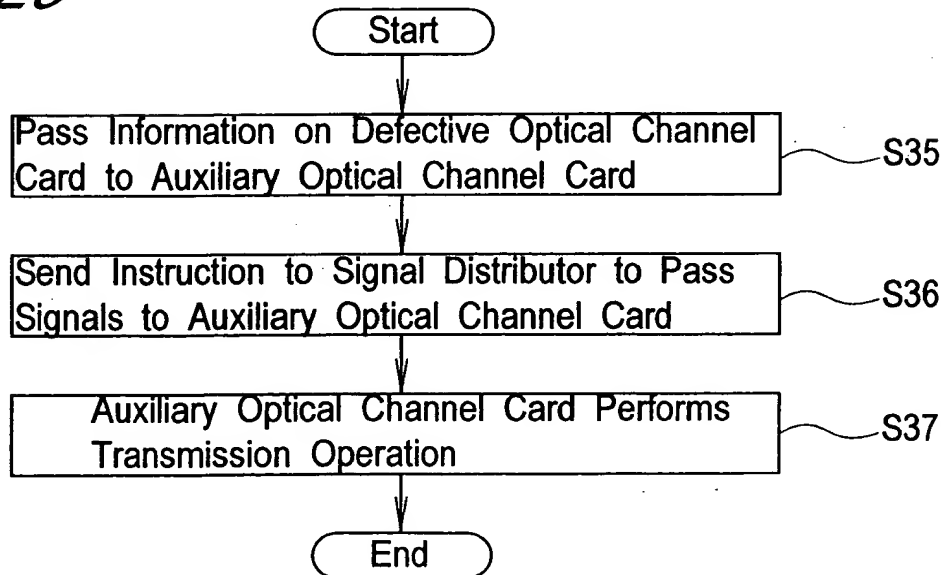 Start
Pass Information on Defective Optical Channel
Card to Auxiliary Optical Channel Card
S35
Send Instruction to Signal Distributor to Pass
Signals to Auxiliary Optical Channel Card
S36
Auxiliary Optical Channel Card Performs
Transmission Operation
S37
End